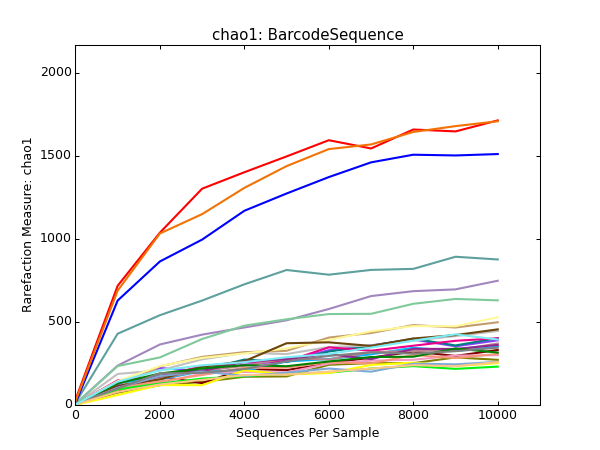 chao1: BarcodeSequence
2000
1500
1000
500
0
0 2000 4000 6000 8000 10000
Rarefaction Measure: chao1
Sequences Per Sample